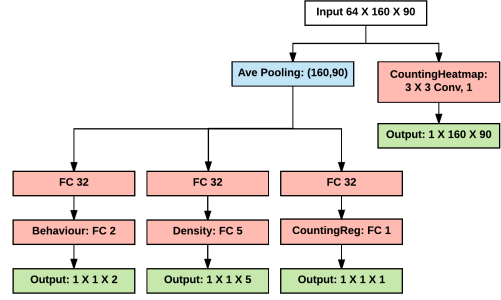 Input 64 X 160 X 90
Ave Pooling: (160,90)
CountingHeatmap:
3 X 3 Conv, 1
Output: 1 X 160 X 90
FC 32
FC 32
FC 32
Behaviour: FC 2
Density: FC 5
CountingReg: FC 1
Output: 1 X 1 X 2
Output: 1 X 1 X 5
Output: 1 X 1 X 1